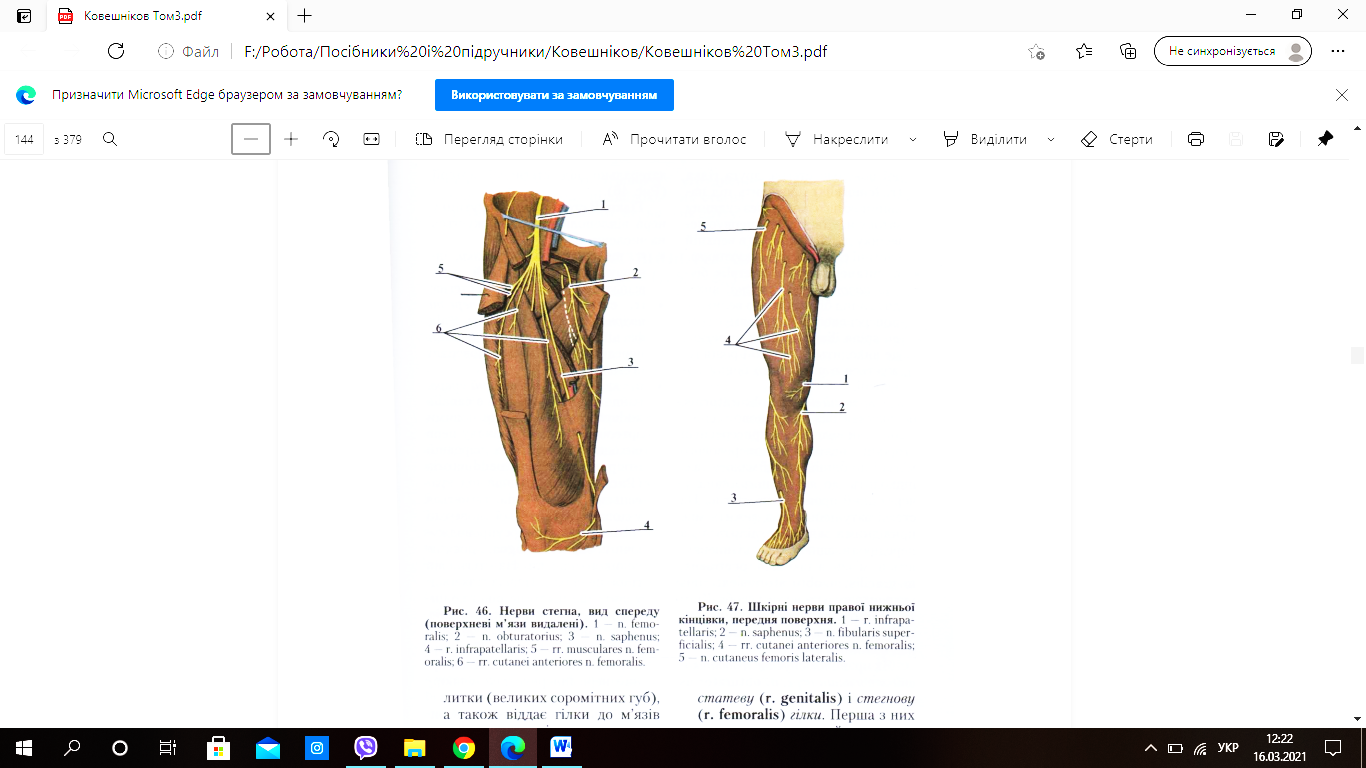 Ковешніков Том3.pdf
Файл
F:/Робота/Посібники%20і%20підручники/Ковешніков/Ковешніков%20Том3.pdf
Не синхронізується
Призначити Microsoft Edge браузером за замовчуванням?
Використовувати за замовчуванням
144 з 379
Перегляд сторінки
Прочитати вголос
Накреслити
Виділити
Стерти
1
5
2
6
3
4
5
4
1
2
3
Рис. 46. Нерви стегна, вид спереду
(поверхневі м'язи видалені). 1 — n. femo-
ralis; 2 — n. obturatorius; 3 — n. saphenus;
4 — r. infrapatellaris; 5 — rr. musculares n. fem-
oralis; 6 — rr. cutanei anteriores n. femoralis.
Рис. 47. Шкірні нерви правої нижньої
кінцівки, передня поверхня. 1 — r. infrapa-
tellaris; 2 — n. saphenus; 3 — n. fibularis super-
ficialis; 4 — rr. cutanei anteriores n. femoralis;
5 — n. cutaneus femoris lateralis.
литки (великих соромітних губ),
а також віддає гілки до м'язів
статеву (r. genitalis) і стегнову
(r. femoralis) гілки. Перша з них
УКР
12:22
16.03.2021